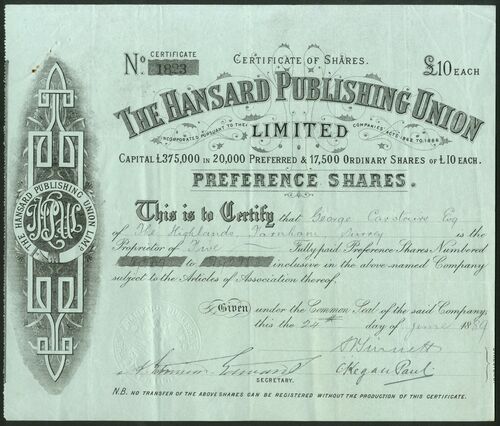 No. CERTIFICATE 1823
CERTIFICATE OF SHARES.
£10 EACH
THE HANSARD PUBLISHING UNION
INCORPORATED PURSUANT TO THE COMPANIES ACTS 1862 TO 1886
LIMITED
CAPITAL £375,000 IN 20,000 PREFERRED & 17,500 ORDINARY SHARES OF £10 EACH.
PREFERENCE SHARES.
This is to Certify that George
of The Highlands, Farnham Surrey is the
Proprietor of Five Fully paid Preference Shares Numbered
to inclusive in the above-named Company
subject to the Articles of Association thereof.
Given under the Common Seal of the said Company,
this the 24th day of June 1889
SECRETARY.
C Kegan Paul
N.B. NO TRANSFER OF THE ABOVE SHARES CAN BE REGISTERED WITHOUT THE PRODUCTION OF THIS CERTIFICATE.
THE HANSARD PUBLISHING UNION LIMD